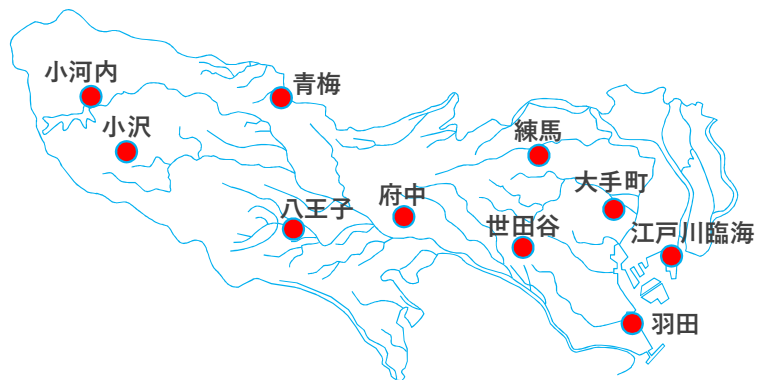 小河内
青梅
小沢
練馬
大手町
八王子
府中
世田谷
江戸川臨海
羽田